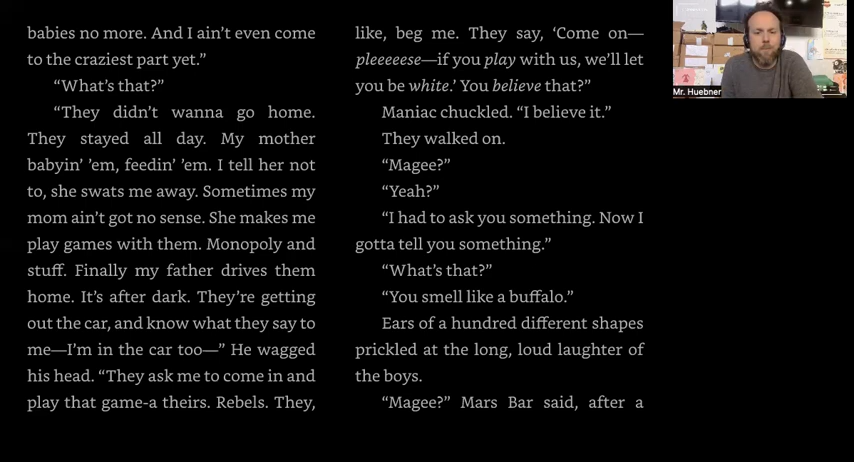 babies no more. And I ain’t even come
to the craziest part yet.”
“What’s that?”
“They didn’t wanna go home.
They stayed all day. My mother
babyin’ ’em, feedin’ ’em. I tell her not
to, she swats me away. Sometimes my
mom ain’t got no sense. She makes me
play games with them. Monopoly and
stuff. Finally my father drives them
home. It’s after dark. They’re getting
out the car, and know what they say to
me—I’m in the car too—” He wagged
his head. “They ask me to come in and
play that game-a theirs. Rebels. They,
like, beg me. They say, ‘Come on—
pleeeeese—if you play with us, we’ll let
you be white.’ You believe that?”
Maniac chuckled. “I believe it.”
They walked on.
“Magee?”
“Yeah?”
“I had to ask you something. Now I
gotta tell you something.”
“What’s that?”
“You smell like a buffalo.”
Ears of a hundred different shapes
prickled at the long, loud laughter of
the boys.
“Magee?” Mars Bar said, after a
Mr. Huebner